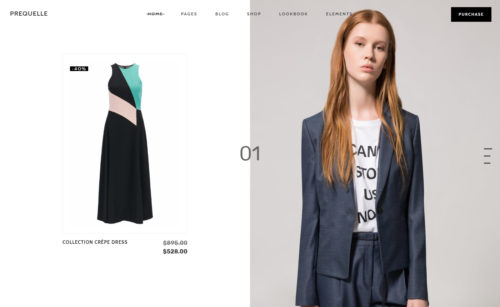 PREQUELLE
HOME
PAGES
BLOG
SHOP
LOOKBOOK
ELEMENTS
PURCHASE
-40%
01
CAN
STO
US
NO
COLLECTION CRÊPE DRESS
$895.00
$528.00